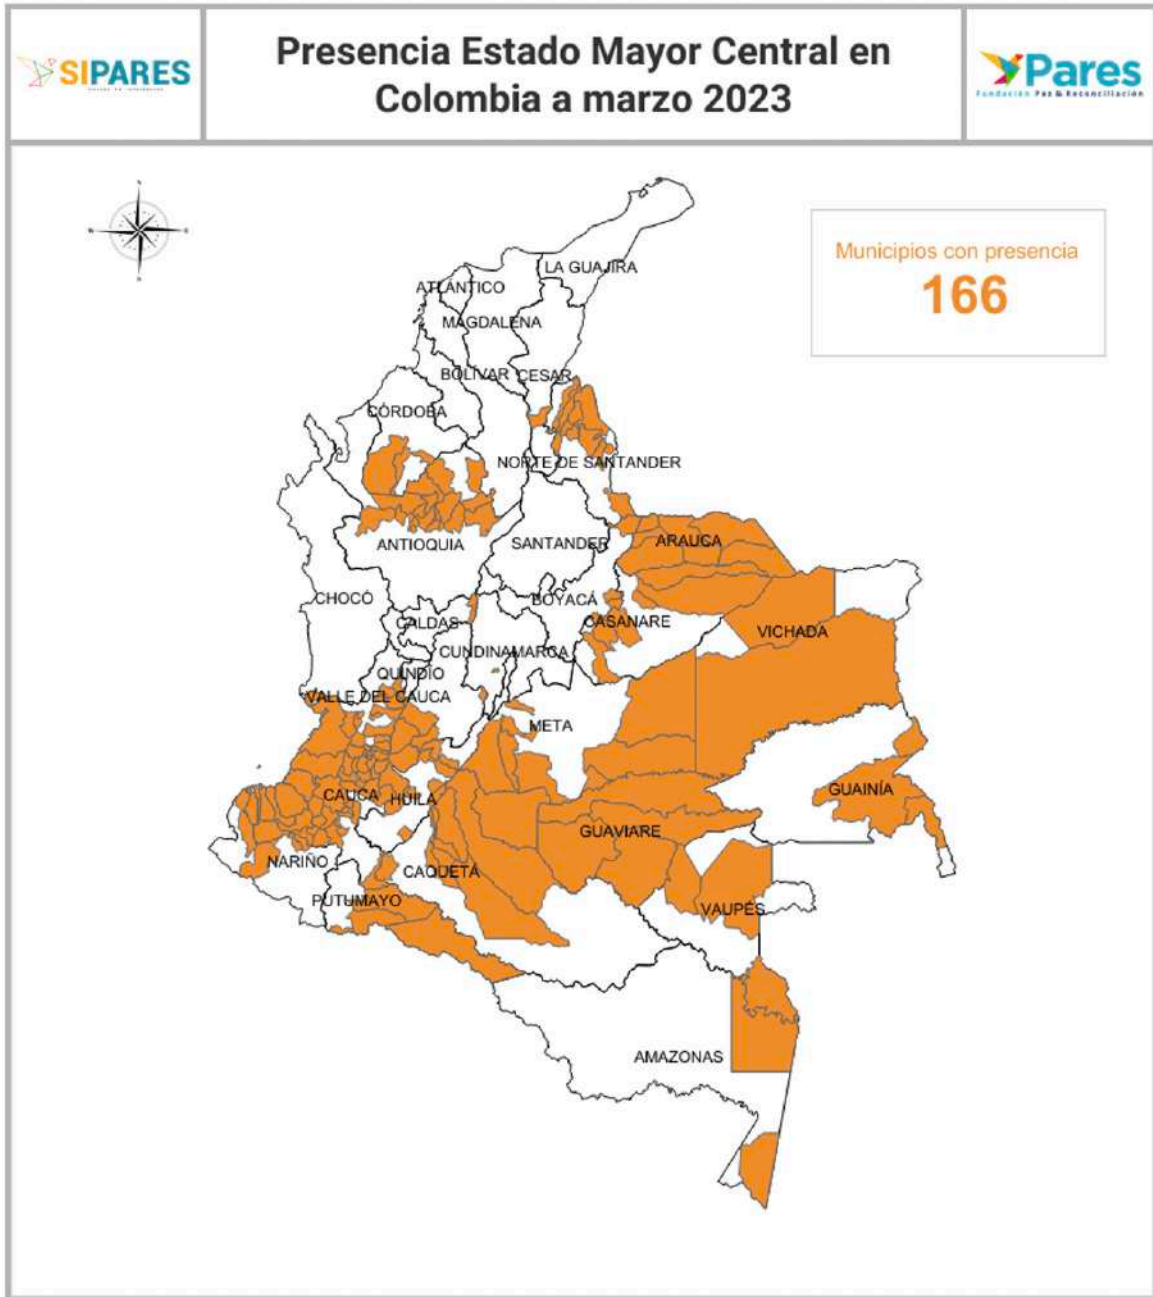 SIPARES
Presencia Estado Mayor Central en
Colombia a marzo 2023
Pares
Fundación Paz & Reconciliación
Municipios con presencia
166
LA GUAJIRA
ATLÁNTICO
MAGDALENA
BOLÍVAR
CESAR
CÓRDOBA
NORTE DE SANTANDER
ANTIOQUIA
SANTANDER
ARAUCA
CHOCÓ
BOYACÁ
CALDAS
CASANARE
VICHADA
CUNDINAMARCA
QUINDÍO
VALLE DEL CAUCA
META
CAUCA
HUILA
GUAINÍA
GUAVIARE
NARIÑO
CAQUETÁ
PUTUMAYO
VAUPÉS
AMAZONAS